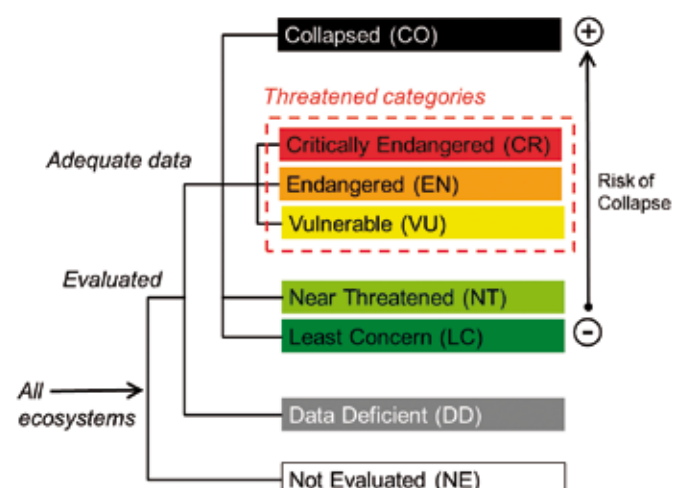 Collapsed (CO)
+
Threatened categories
Critically Endangered (CR)
Adequate data
Endangered (EN)
Risk of
Collapse
Vulnerable (VU)
Evaluated
Near Threatened (NT)
Least Concern (LC)
-
All
ecosystems
Data Deficient (DD)
Not Evaluated (NE)